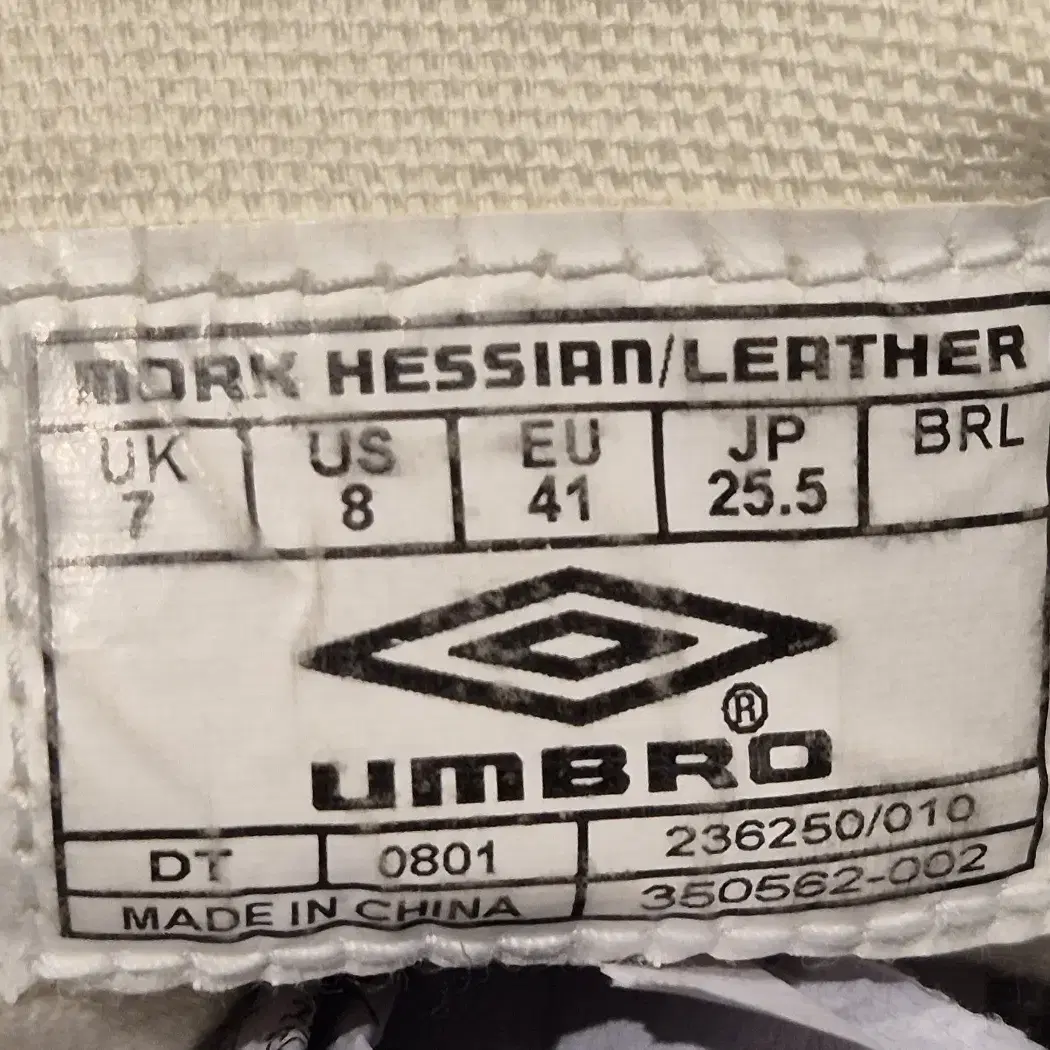 MORK HESSIAN/LEATHER
UK US EU JP BRL
7 8 41 25.5
®
UMBRO
DT 0801 236250/010
MADE IN CHINA 350562-002